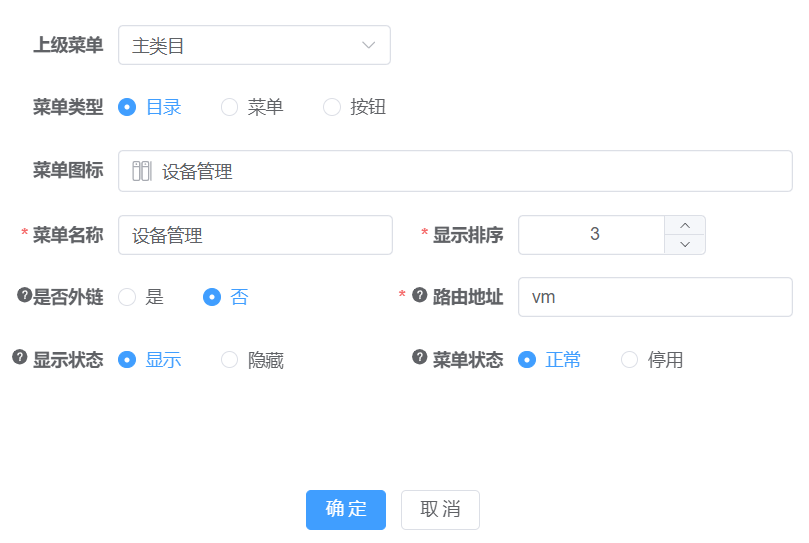 上级菜单 主类目
菜单类型 目录 菜单 按钮
菜单图标 设备管理
* 菜单名称 设备管理 * 显示排序 3
? 是否外链 是 否 * ? 路由地址 vm
? 显示状态 显示 隐藏 ? 菜单状态 正常 停用
确定 取消